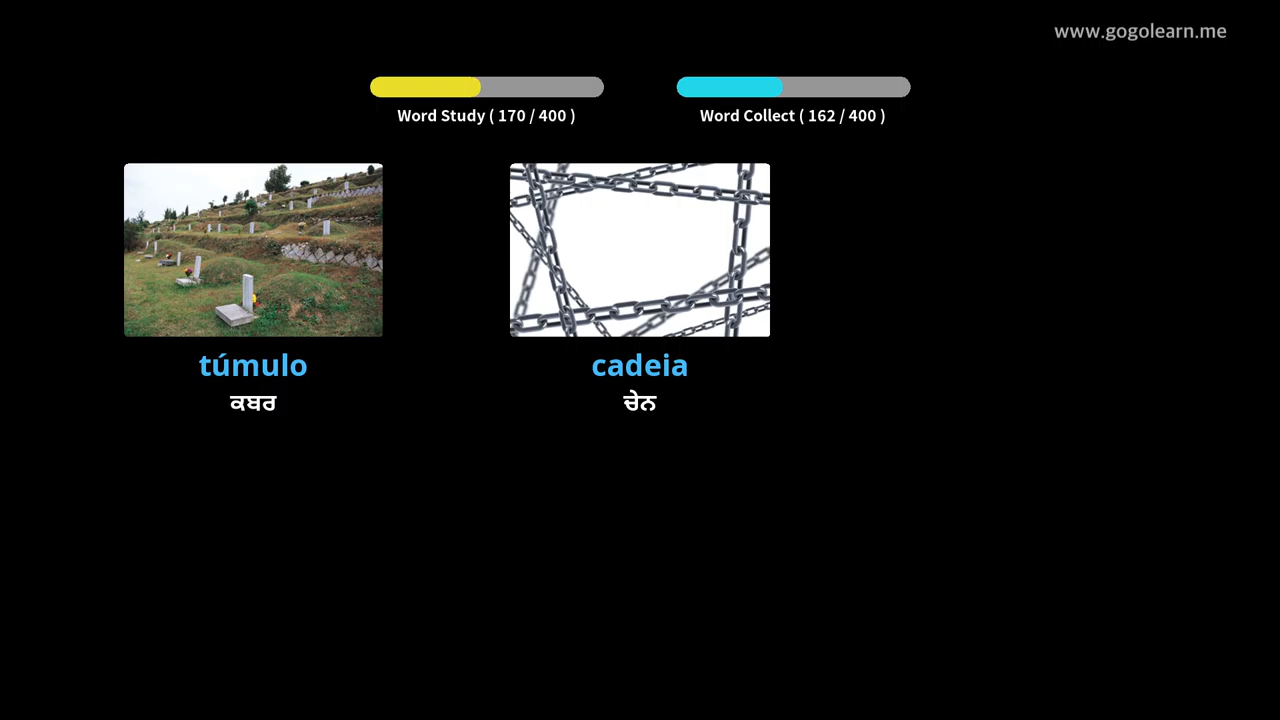 www.gogolearn.me
Word Study ( 170 / 400 )
Word Collect ( 162 / 400 )
túmulo
cadeia
ਕਬਰ
ਚੇਨ